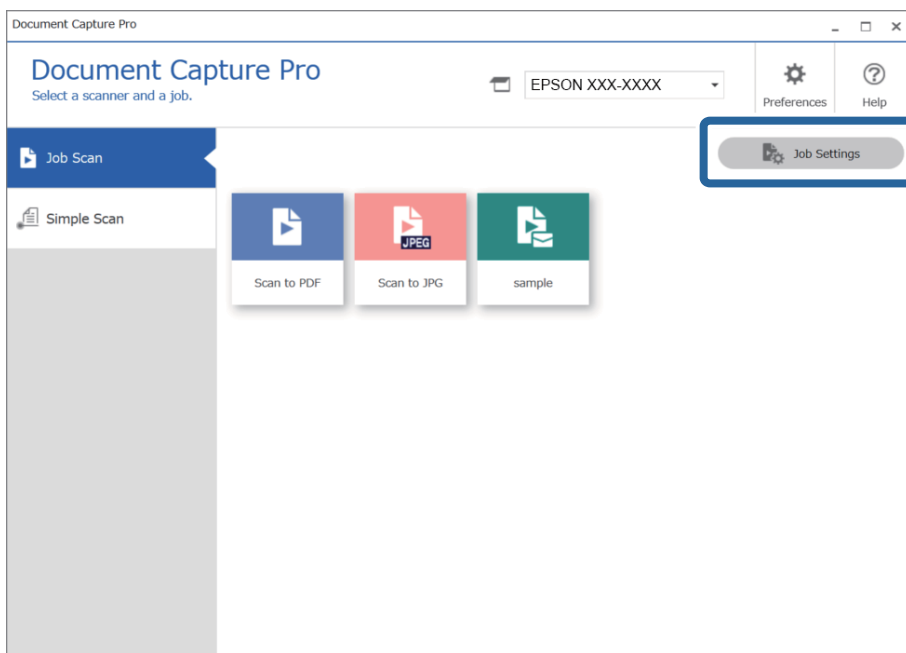 Document Capture Pro
Document Capture Pro
Select a scanner and a job.
EPSON XXX-XXXX
Preferences
Help
Job Scan
Job Settings
Simple Scan
JPEG
Scan to PDF
Scan to JPG
sample